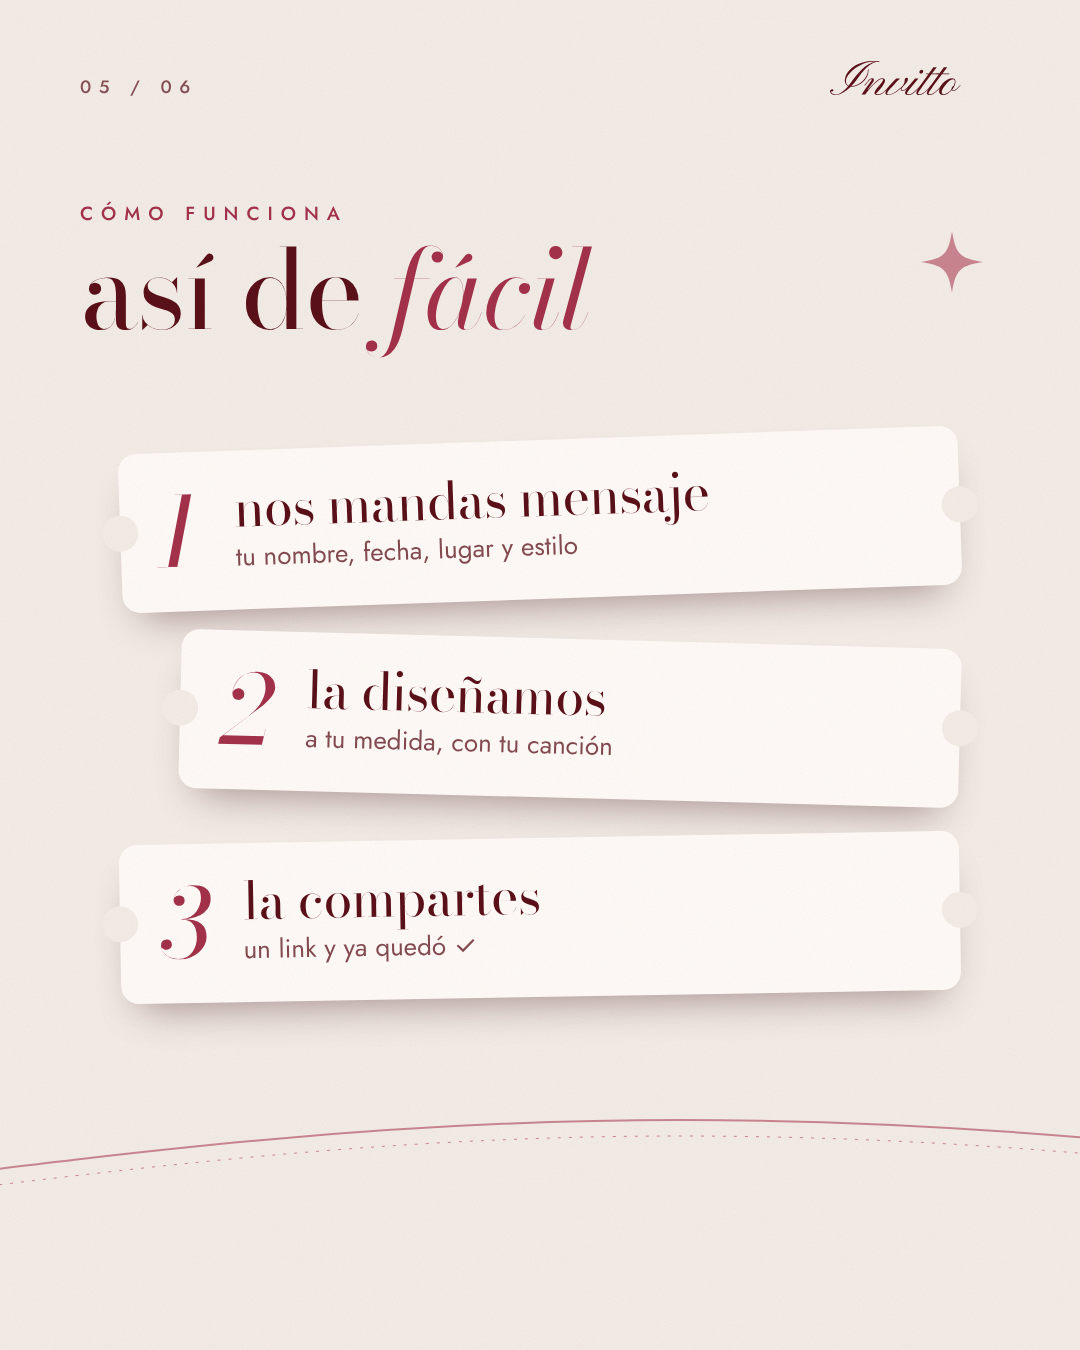 05 / 06
Invitto
CÓMO FUNCIONA
así de fácil
1
nos mandas mensaje
tu nombre, fecha, lugar y estilo
2
la diseñamos
a tu medida, con tu canción
3
la compartes
un link y ya quedó ✓